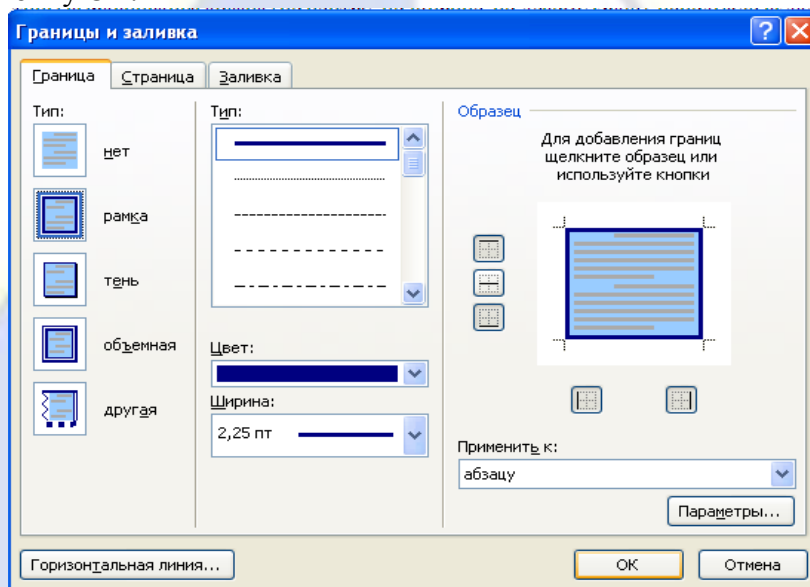 Границы и заливка
Граница
Страница
Заливка
Тип:
нет
рамка
тень
объемная
другая
Тип:
Цвет:
Ширина:
2,25 пт
Образец
Для добавления границ
щелкните образец или
используйте кнопки
Применить к:
абзацу
Параметры...
Горизонтальная линия...
ОК
Отмена